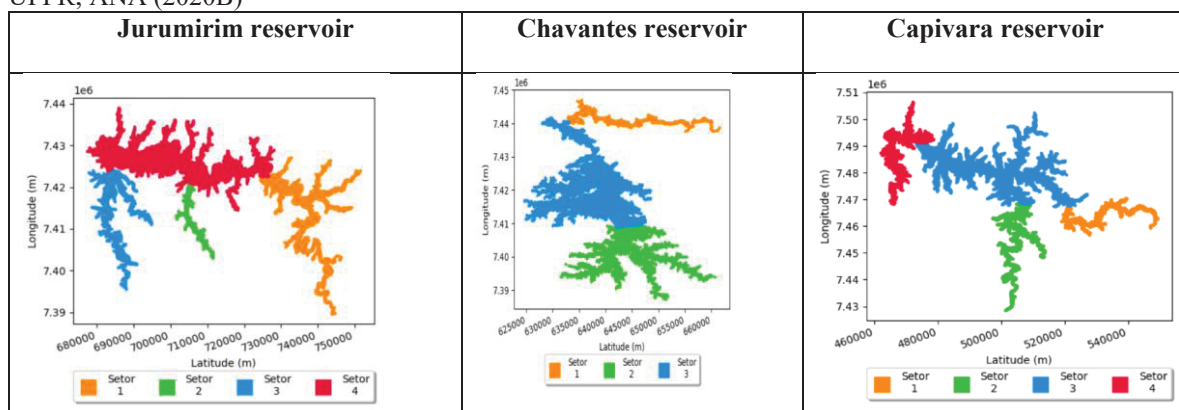 UFPR, ANA (2020B)
Jurumirim reservoir
Chavantes reservoir
Capivara reservoir
1e6
7.44
7.43
7.42
7.41
7.40
7.39
Longitude (m)
680000
690000
700000
710000
720000
730000
740000
750000
Latitude (m)
Setor 1
Setor 2
Setor 3
Setor 4
1e6
7.45
7.44
7.43
7.42
7.41
7.40
7.39
Longitude (m)
625000
630000
635000
640000
645000
650000
655000
660000
Latitude (m)
Setor 1
Setor 2
Setor 3
1e6
7.51
7.50
7.49
7.48
7.47
7.46
7.45
7.44
7.43
Longitude (m)
460000
480000
500000
520000
540000
Latitude (m)
Setor 1
Setor 2
Setor 3
Setor 4